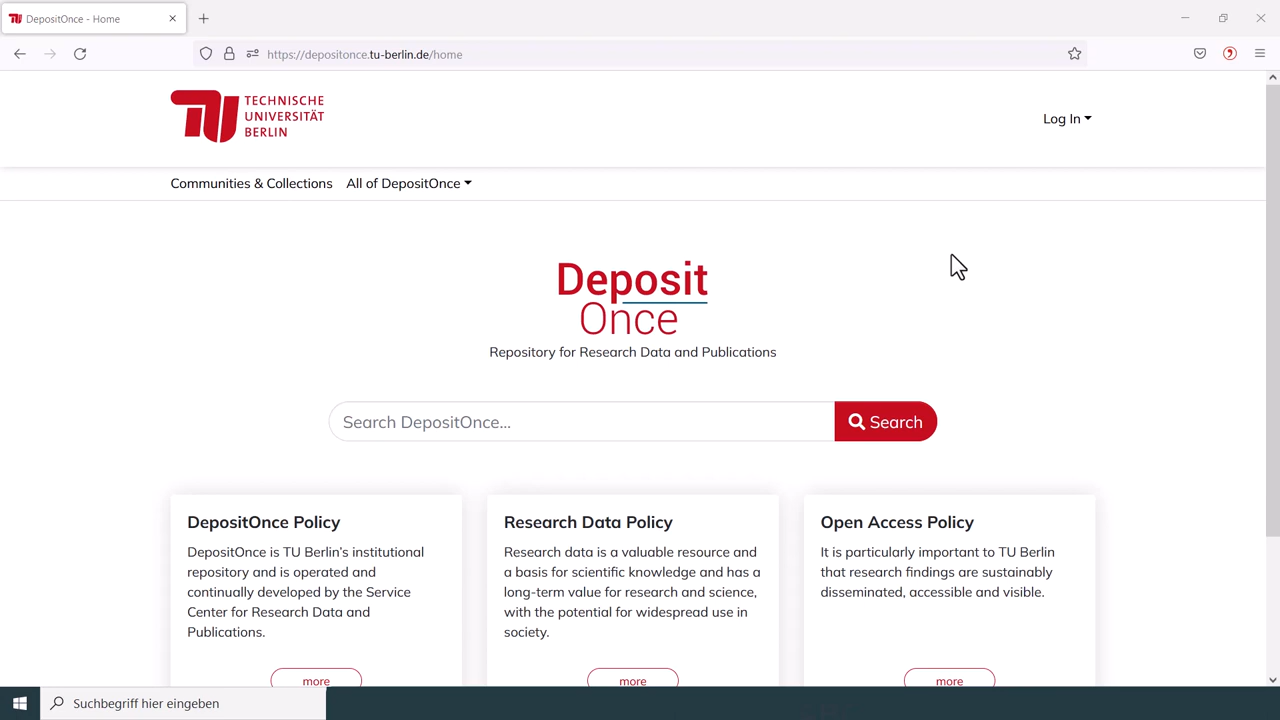 DepositOnce - Home
https://depositonce.tu-berlin.de/home
TECHNISCHE
UNIVERSITÄT
BERLIN
Log In
Communities & Collections All of DepositOnce
Deposit
Once
Repository for Research Data and Publications
Search DepositOnce...
Search
DepositOnce Policy
DepositOnce is TU Berlin's institutional
repository and is operated and
continually developed by the Service
Center for Research Data and
Publications.
more
Research Data Policy
Research data is a valuable resource and
a basis for scientific knowledge and has a
long-term value for research and science,
with the potential for widespread use in
society.
more
Open Access Policy
It is particularly important to TU Berlin
that research findings are sustainably
disseminated, accessible and visible.
more
Suchbegriff hier eingeben